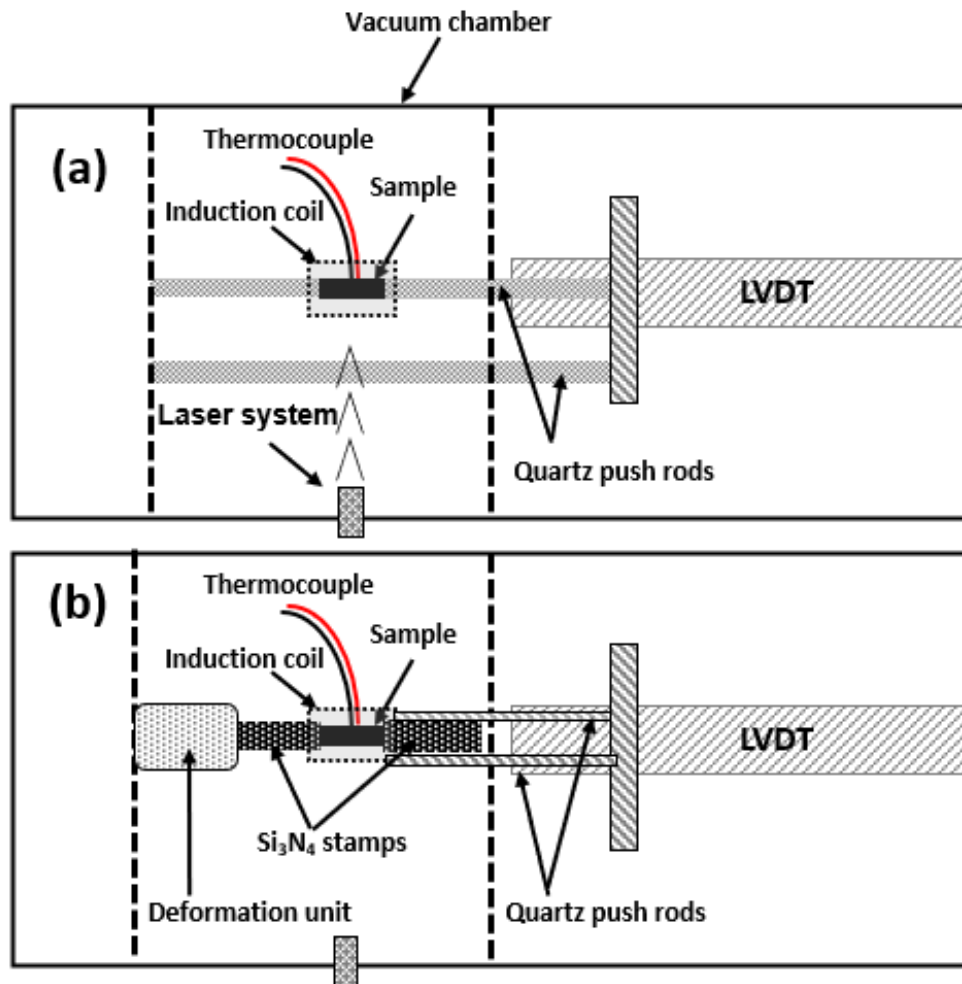 Vacuum chamber
(a)
Thermocouple
Sample
Induction coil
LVDT
Laser system
Quartz push rods
(b)
Thermocouple
Sample
Induction coil
LVDT
Si₃N₄ stamps
Deformation unit
Quartz push rods